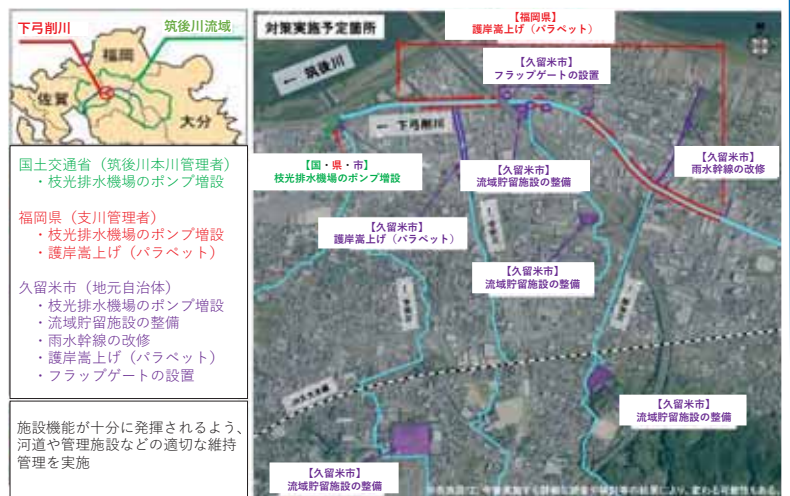 下弓削川
筑後川流域
福岡
佐賀
大分
国土交通省（筑後川本川管理者）
・枝光排水機場のポンプ増設
福岡県（支川管理者）
・枝光排水機場のポンプ増設
・護岸嵩上げ（パラペット）
久留米市（地元自治体）
・枝光排水機場のポンプ増設
・流域貯留施設の整備
・雨水幹線の改修
・護岸嵩上げ（パラペット）
・フラップゲートの設置
施設機能が十分に発揮されるよう、
河道や管理施設などの適切な維持
管理を実施
対策実施予定箇所
【福岡県】
護岸嵩上げ（パラペット）
← 筑後川
【久留米市】
フラップゲートの設置
← 下弓削川
【国・県・市】
枝光排水機場のポンプ増設
【久留米市】
流域貯留施設の整備
【久留米市】
雨水幹線の改修
【久留米市】
護岸嵩上げ（パラペット）
【久留米市】
流域貯留施設の整備
【久留米市】
流域貯留施設の整備
【久留米市】
流域貯留施設の整備